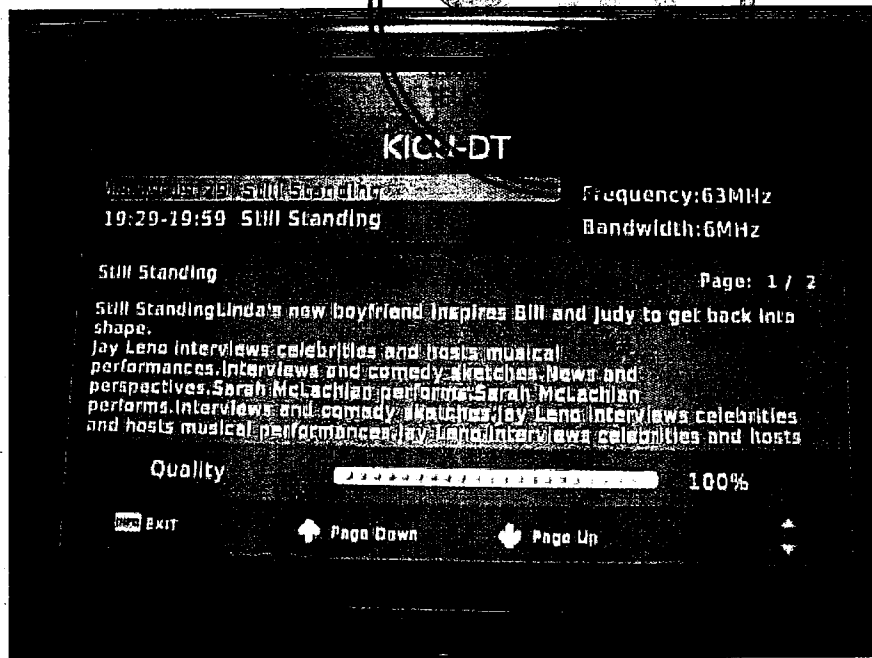 KICU-DT
Still Standing
Frequency:63MHz
19:29-19:59 Still Standing
Bandwidth:6MHz
Still Standing
Page: 1 / 2
Still StandingLinda's new boyfriend inspires Bill and Judy to get back into
shape.
Jay Leno interviews celebrities and hosts musical
performances.Interviews and comedy sketches.News and
perspectives.Sarah McLachlan performs.Sarah McLachlan
performs.Interviews and comedy sketches.Jay Leno interviews celebrities
and hosts musical performances.Jay Leno.Interviews celebrities and hosts
Quality
100%
INFO EXIT
Page Down
Page Up